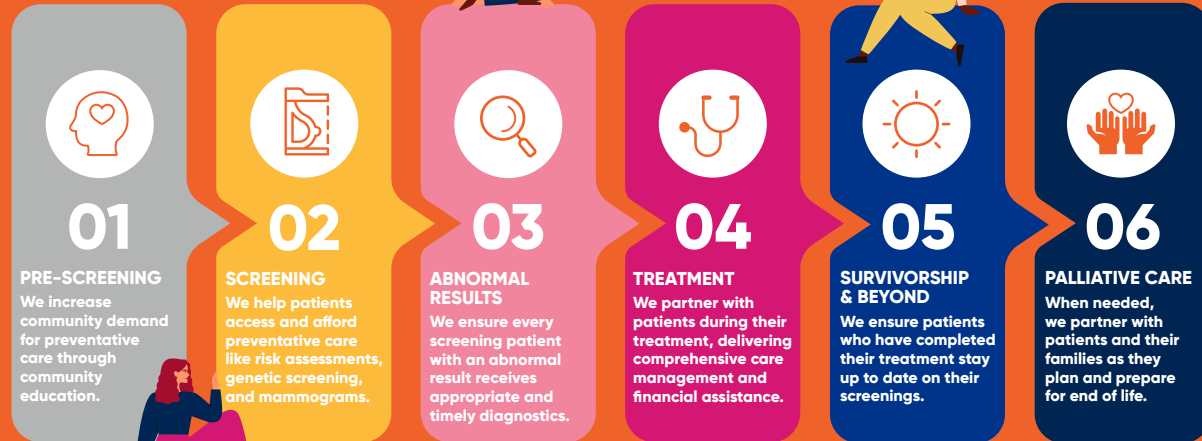 01
PRE-SCREENING
We increase
community demand
for preventative
care through
community
education.
02
SCREENING
We help patients
access and afford
preventative care
like risk assessments,
genetic screening,
and mammograms.
03
ABNORMAL
RESULTS
We ensure every
screening patient
with an abnormal
result receives
appropriate and
timely diagnostics.
04
TREATMENT
We partner with
patients during their
treatment, delivering
comprehensive care
management and
financial assistance.
05
SURVIVORSHIP
& BEYOND
We ensure patients
who have completed
their treatment stay
up to date on their
screenings.
06
PALLIATIVE CARE
When needed,
we partner with
patients and their
families as they
plan and prepare
for end of life.